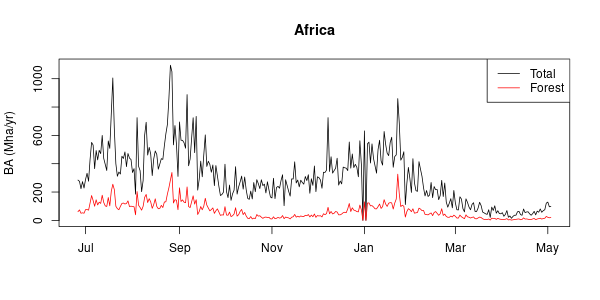 Africa
Total
Forest
BA (Mha/yr)
1000
600
200
0
Jul
Sep
Nov
Jan
Mar
May